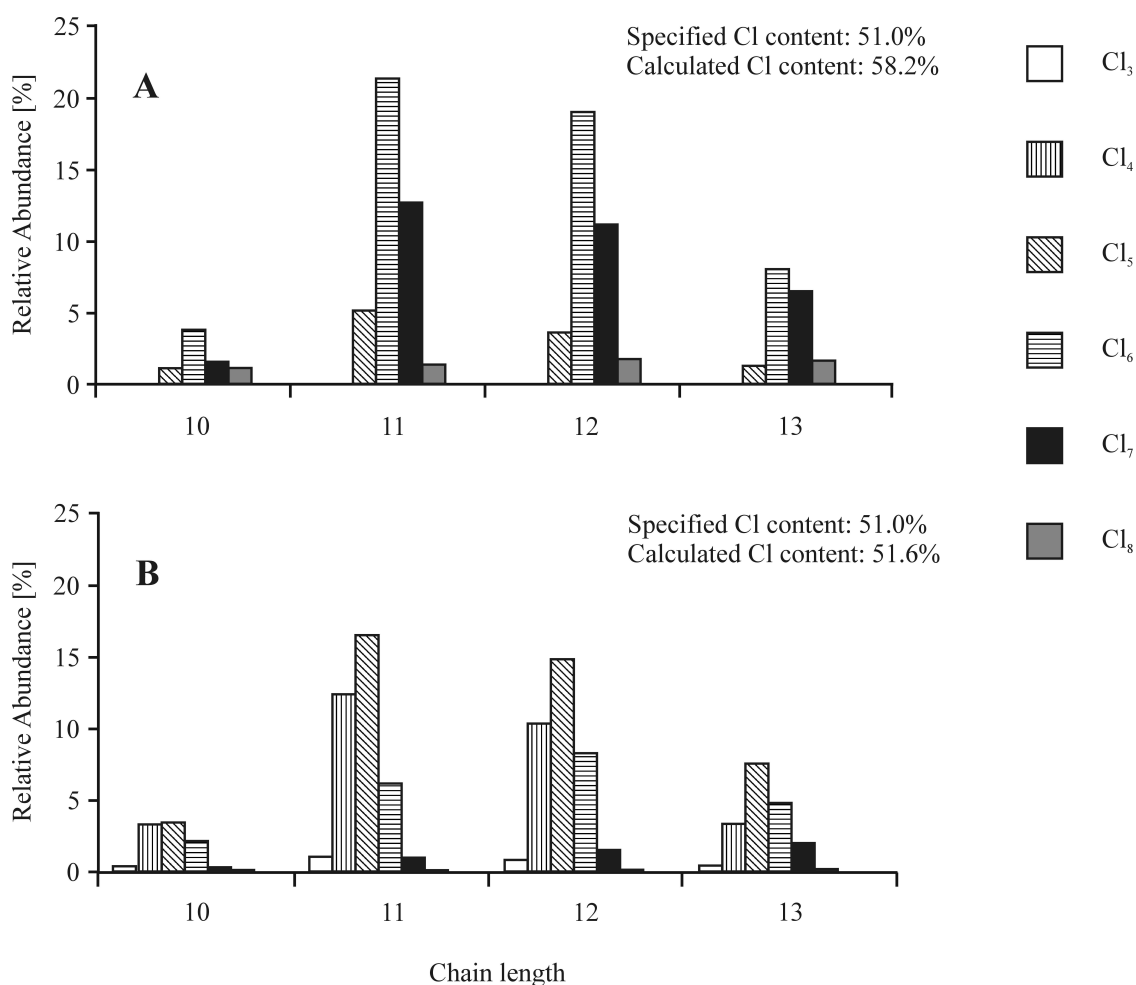 25
20
15
10
5
0
Relative Abundance [%]
A
Specified Cl content: 51.0%
Calculated Cl content: 58.2%
10 11 12 13
25
20
15
10
5
0
Relative Abundance [%]
B
Specified Cl content: 51.0%
Calculated Cl content: 51.6%
10 11 12 13
Chain length
Cl₃
Cl₄
Cl₅
Cl₆
Cl₇
Cl₈